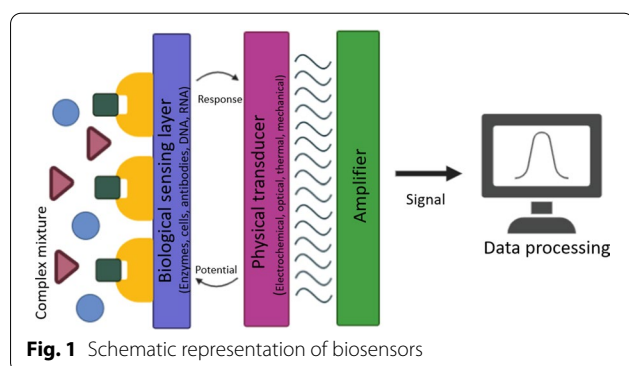 Complex mixture
Biological sensing layer
(Enzymes, cells, antibodies, DNA, RNA)
Response
Potential
Physical transducer
(Electrochemical, optical, thermal, mechanical)
Amplifier
Signal
Data processing
Fig. 1 Schematic representation of biosensors